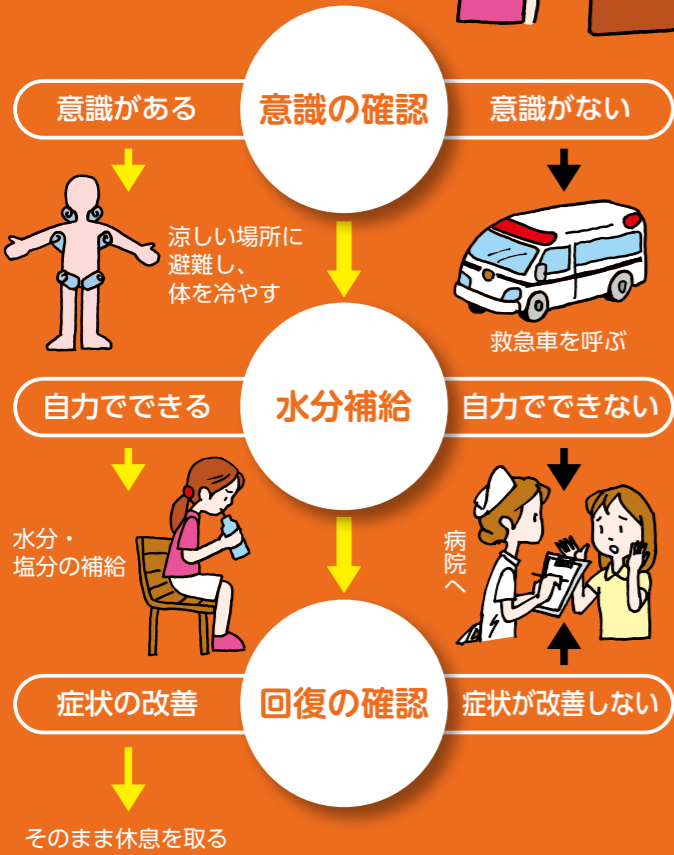 意識がある
意識の確認
意識がない
涼しい場所に
避難し、
体を冷やす
救急車を呼ぶ
自力でできる
水分補給
自力でできない
水分・
塩分の補給
病院へ
症状の改善
回復の確認
症状が改善しない
そのまま休息を取る